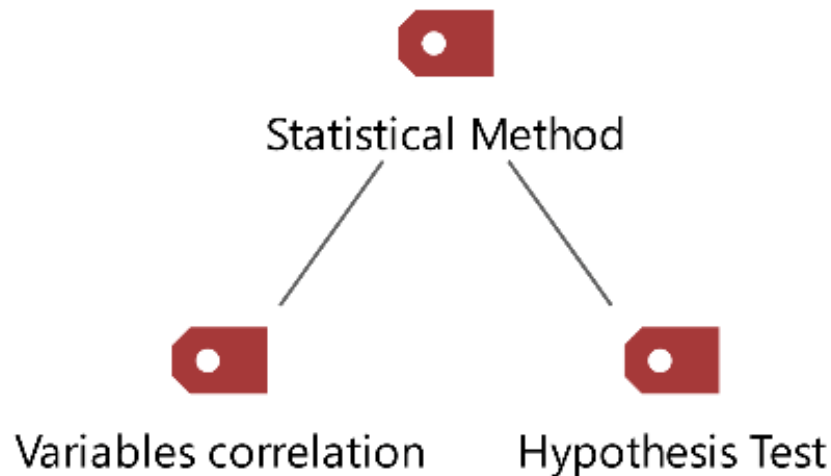 Statistical Method
Variables correlation
Hypothesis Test